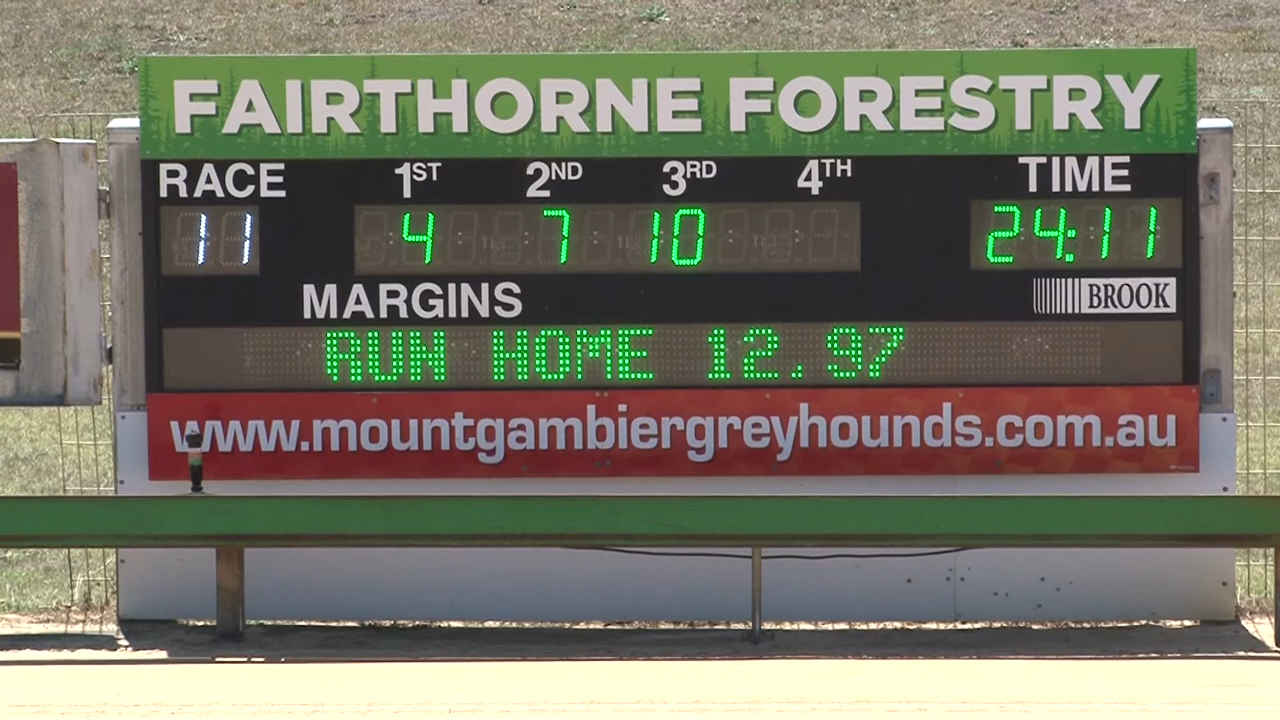 FAIRTHORNE FORESTRY
RACE 1ST 2ND 3RD 4TH TIME
11 4 7 10 24:11
MARGINS BROOK
RUN HOME 12.97
www.mountgambiergreyhounds.com.au